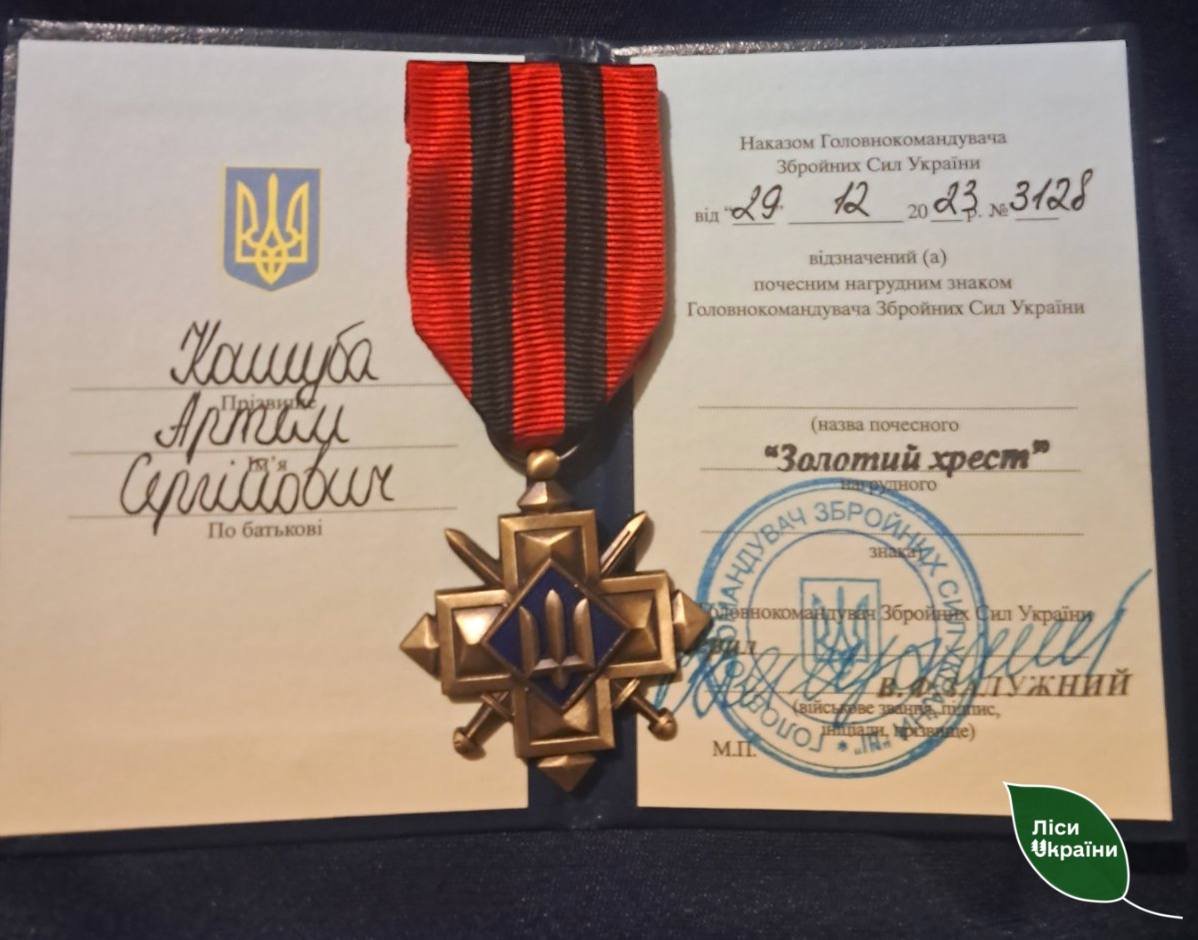 Кашуба
Прізвище
Артем
Ім'я
Сергійович
По батькові
Наказом Головнокомандувача
Збройних Сил України
від "29" 12 2023 р. № 3128
відзначений (а)
почесним нагрудним знаком
Головнокомандувача Збройних Сил України
(назва почесного
“Золотий хрест”
нагрудного
знака)
Головнокомандувач Збройних Сил України
В.Ф.ЗАЛУЖНИЙ
(військове звання, підпис,
ініціали, прізвище)
М.П.
ГОЛОВНОКОМАНДУВАЧ ЗБРОЙНИХ СИЛ УКРАЇНИ
Ліси
України